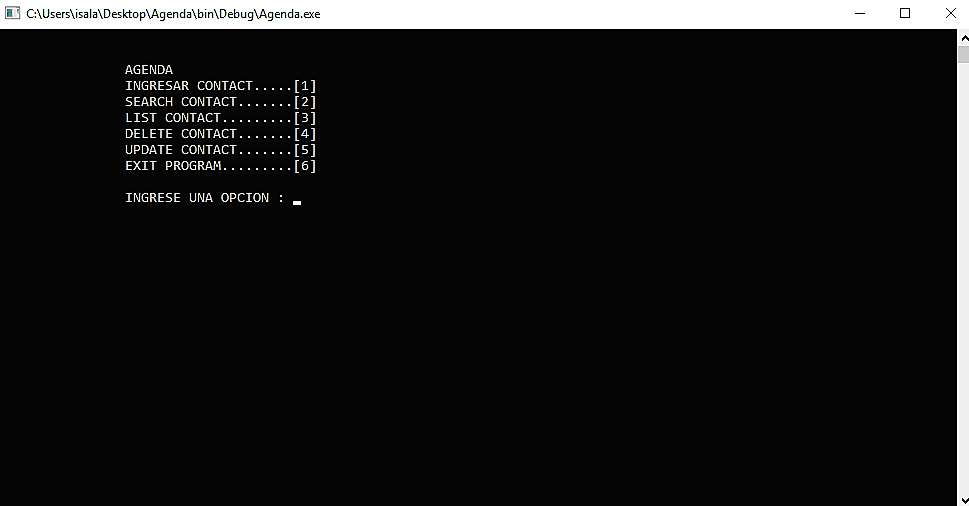 C:\Users\isala\Desktop\Agenda\bin\Debug\Agenda.exe
AGENDA
INGRESAR CONTACT.....[1]
SEARCH CONTACT.......[2]
LIST CONTACT.........[3]
DELETE CONTACT.......[4]
UPDATE CONTACT.......[5]
EXIT PROGRAM.........[6]
INGRESE UNA OPCION :